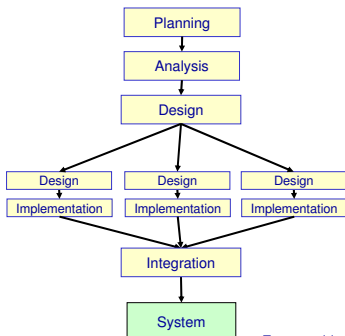 Planning
Analysis
Design
Design Design Design
Implementation Implementation Implementation
Integration
System